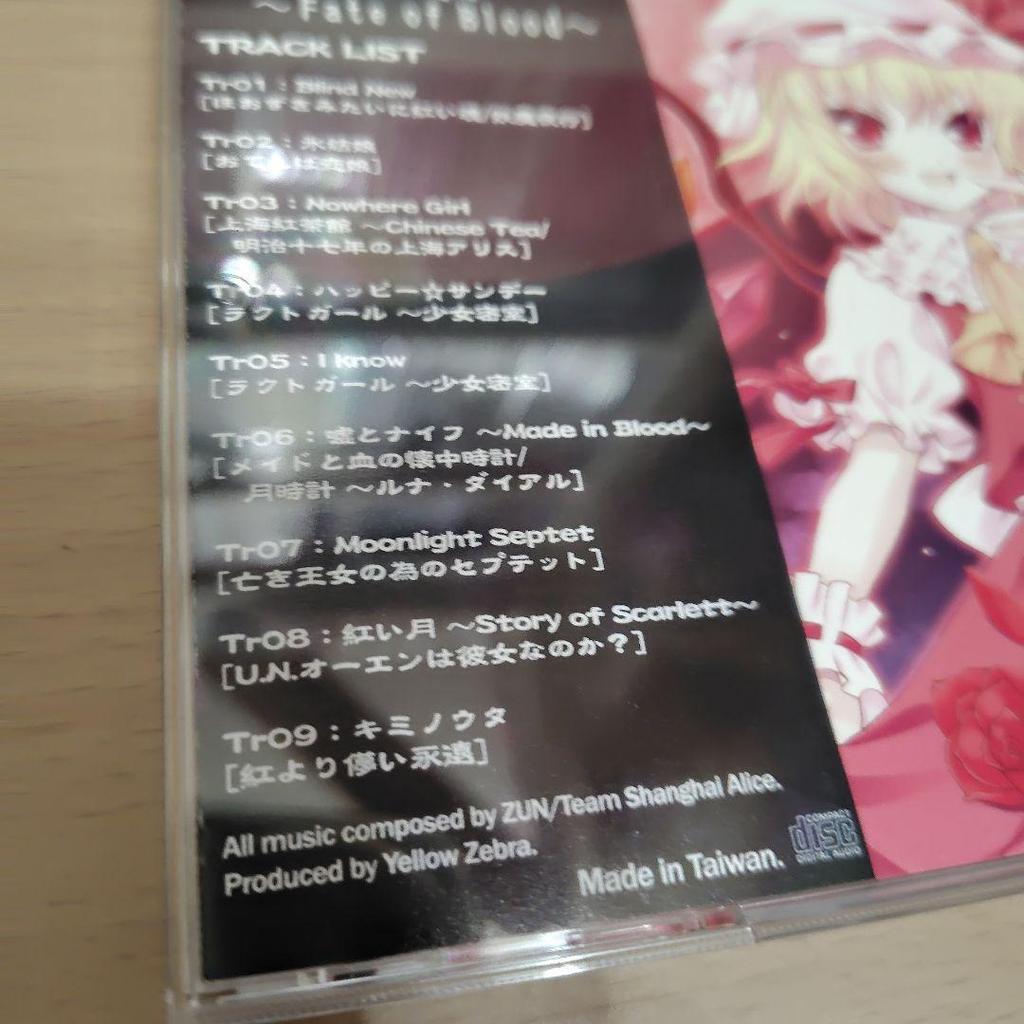 ～Fate of Blood～
TRACK LIST
Tr01：Blind Now
[ほおずきみたいに紅い魂/妖魔夜行]
Tr02：氷
[おてんば恋娘]
Tr03：Nowhere Girl
[上海紅茶館 ～Chinese Tea/
明治十七年の上海アリス]
Tr04：ハッピー☆サンデー
[ラクトガール ～少女密室]
Tr05：I know
[ラクトガール ～少女密室]
Tr06：嘘とナイフ ～Made in Blood～
[メイドと血の懐中時計/
月時計 ～ルナ・ダイアル]
Tr07：Moonlight Septet
[亡き王女の為のセプテット]
Tr08：紅い月 ～Story of Scarlett～
[U.N.オーエンは彼女なのか？]
Tr09：キミノウタ
[紅より儚い永遠]
All music composed by ZUN/Team Shanghai Alice.
Produced by Yellow Zebra.
Made in Taiwan.
COMPACT
disc
DIGITAL AUDIO